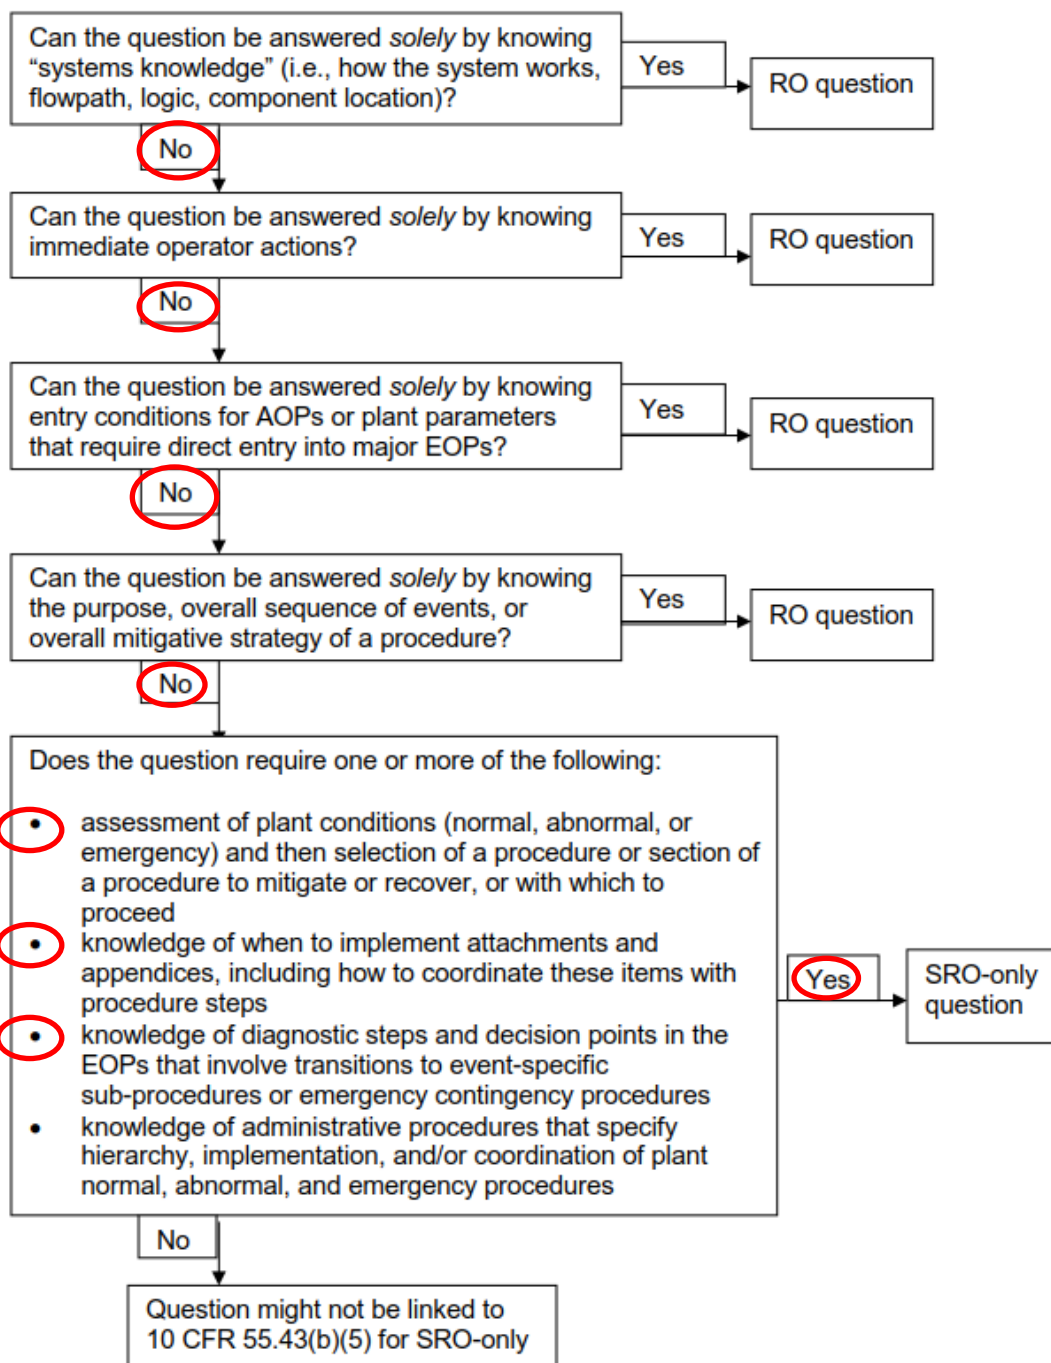 Can the question be answered solely by knowing
“systems knowledge” (i.e., how the system works,
flowpath, logic, component location)?
Yes
RO question
No
Can the question be answered solely by knowing
immediate operator actions?
Yes
RO question
No
Can the question be answered solely by knowing
entry conditions for AOPs or plant parameters
that require direct entry into major EOPs?
Yes
RO question
No
Can the question be answered solely by knowing
the purpose, overall sequence of events, or
overall mitigative strategy of a procedure?
Yes
RO question
No
Does the question require one or more of the following:
• assessment of plant conditions (normal, abnormal, or
emergency) and then selection of a procedure or section of
a procedure to mitigate or recover, or with which to
proceed
• knowledge of when to implement attachments and
appendices, including how to coordinate these items with
procedure steps
• knowledge of diagnostic steps and decision points in the
EOPs that involve transitions to event-specific
sub-procedures or emergency contingency procedures
• knowledge of administrative procedures that specify
hierarchy, implementation, and/or coordination of plant
normal, abnormal, and emergency procedures
Yes
SRO-only
question
No
Question might not be linked to
10 CFR 55.43(b)(5) for SRO-only